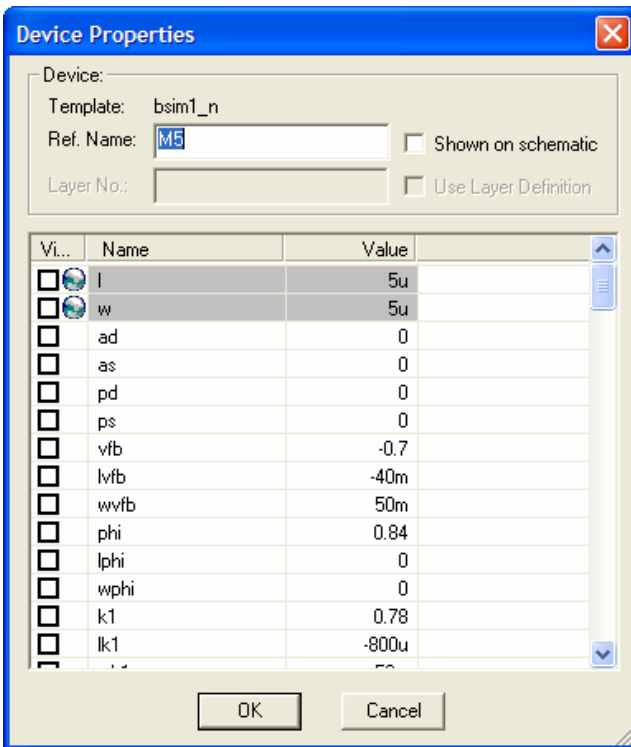 Device Properties
Device:
Template: bsim1_n
Ref. Name: M5 Shown on schematic
Layer No.: Use Layer Definition
Vi... Name Value
l 5u
w 5u
ad 0
as 0
pd 0
ps 0
vfb -0.7
lvfb -40m
wvfb 50m
phi 0.84
lphi 0
wphi 0
k1 0.78
lk1 -800u
OK Cancel